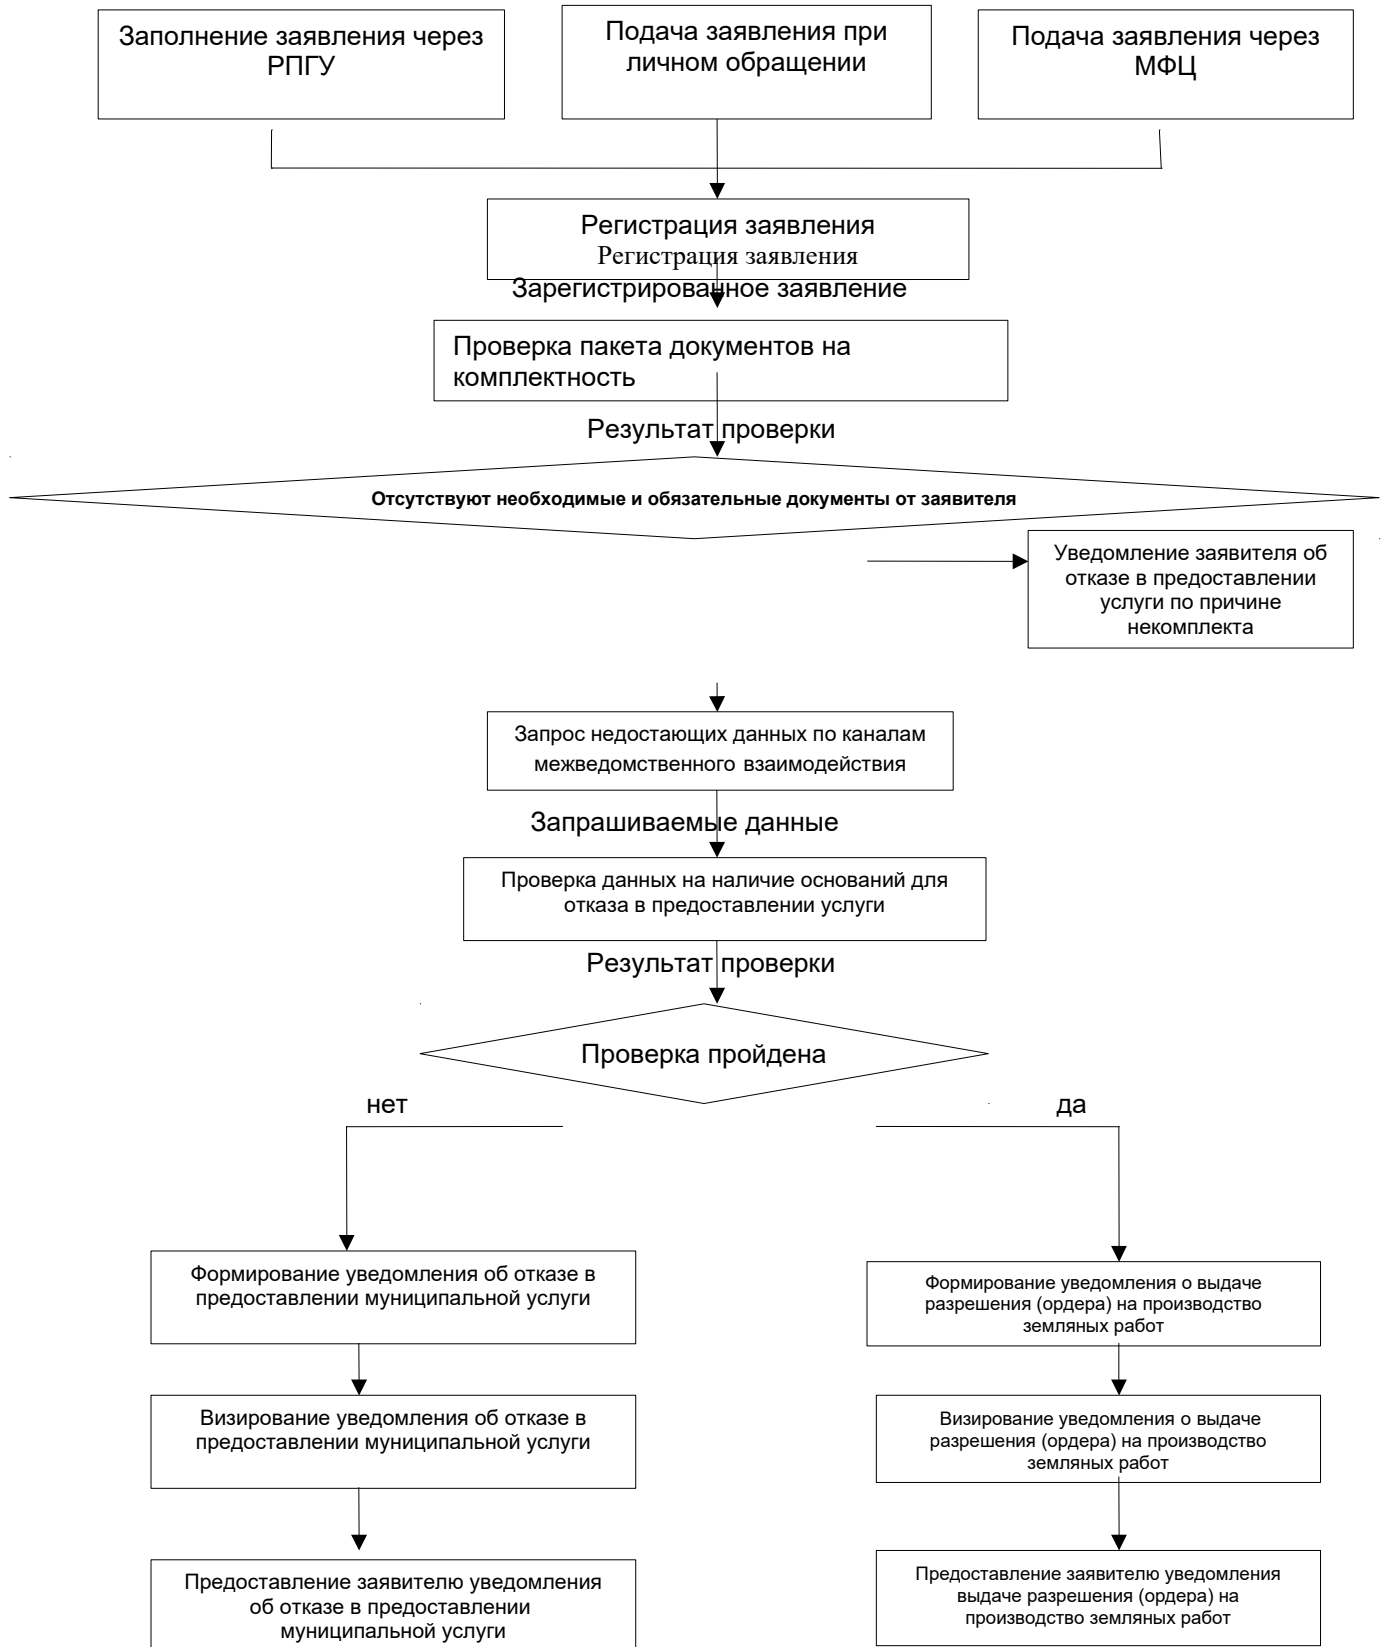 Заполнение заявления через
РПГУ
Подача заявления при
личном обращении
Подача заявления через
МФЦ
Регистрация заявления
Регистрация заявления
Зарегистрированное заявление
Проверка пакета документов на
комплектность
Результат проверки
Отсутствуют необходимые и обязательные документы от заявителя
Уведомление заявителя об
отказе в предоставлении
услуги по причине
некомплекта
Запрос недостающих данных по каналам
межведомственного взаимодействия
Запрашиваемые данные
Проверка данных на наличие оснований для
отказа в предоставлении услуги
Результат проверки
Проверка пройдена
нет
да
Формирование уведомления об отказе в
предоставлении муниципальной услуги
Формирование уведомления о выдаче
разрешения (ордера) на производство
земляных работ
Визирование уведомления об отказе в
предоставлении муниципальной услуги
Визирование уведомления о выдаче
разрешения (ордера) на производство
земляных работ
Предоставление заявителю уведомления
об отказе в предоставлении
муниципальной услуги
Предоставление заявителю уведомления
выдаче разрешения (ордера) на
производство земляных работ